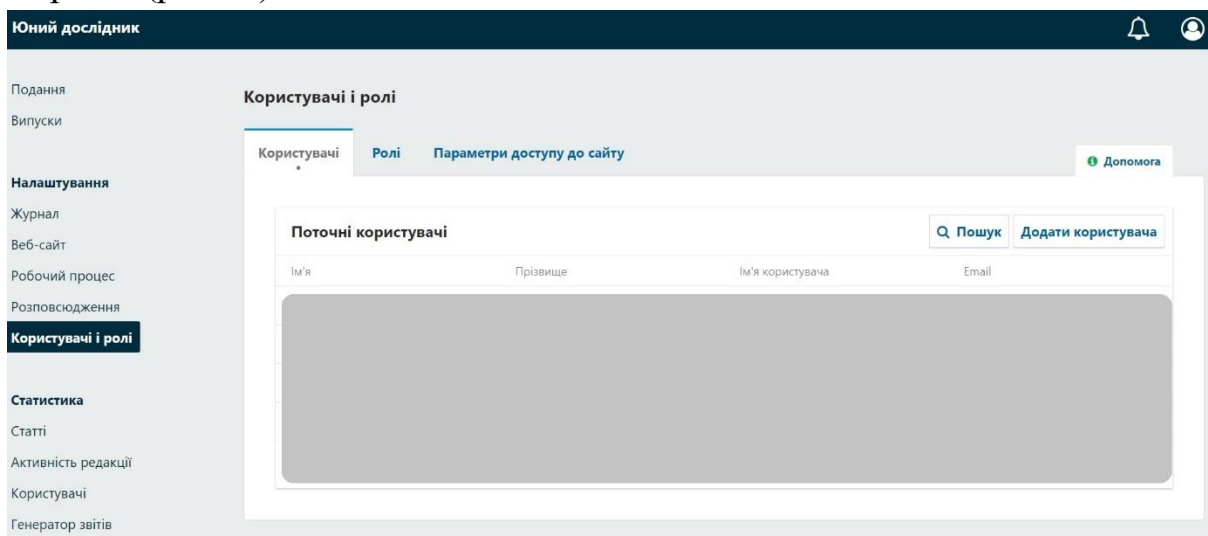 Юний дослідник
Подання
Випуски
Налаштування
Журнал
Веб-сайт
Робочий процес
Розповсюдження
Користувачі і ролі
Статистика
Статті
Активність редакції
Користувачі
Генератор звітів
Користувачі і ролі
Користувачі Ролі Параметри доступу до сайту
Допомога
Поточні користувачі Пошук Додати користувача
Ім'я Прізвище Ім'я користувача Email